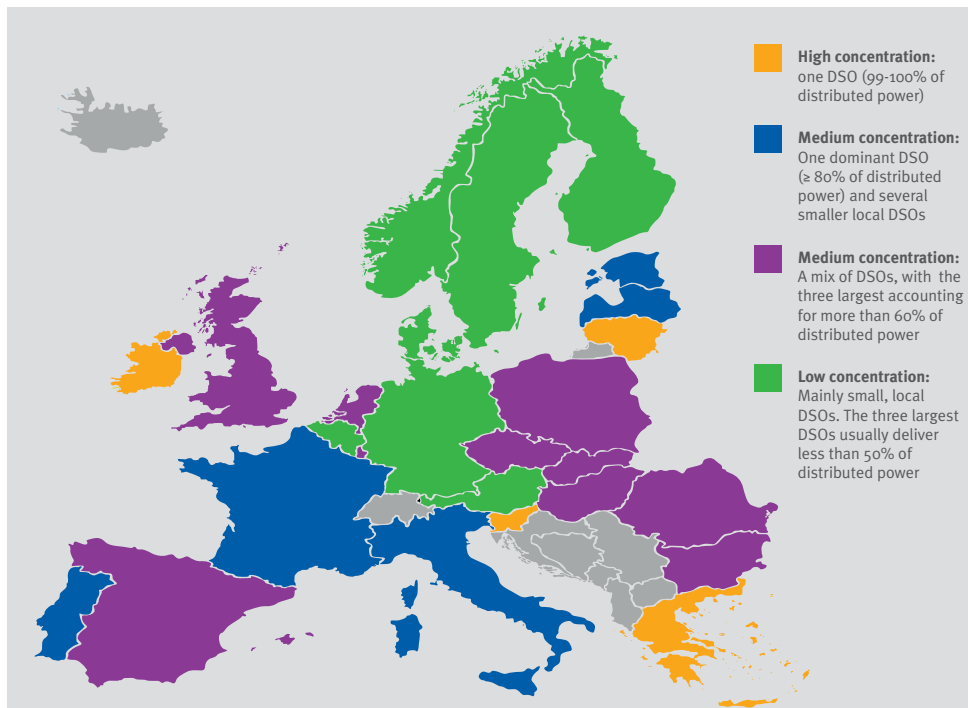 High concentration:
one DSO (99-100% of
distributed power)
Medium concentration:
One dominant DSO
(≥ 80% of distributed
power) and several
smaller local DSOs
Medium concentration:
A mix of DSOs, with the
three largest accounting
for more than 60% of
distributed power
Low concentration:
Mainly small, local
DSOs. The three largest
DSOs usually deliver
less than 50% of
distributed power